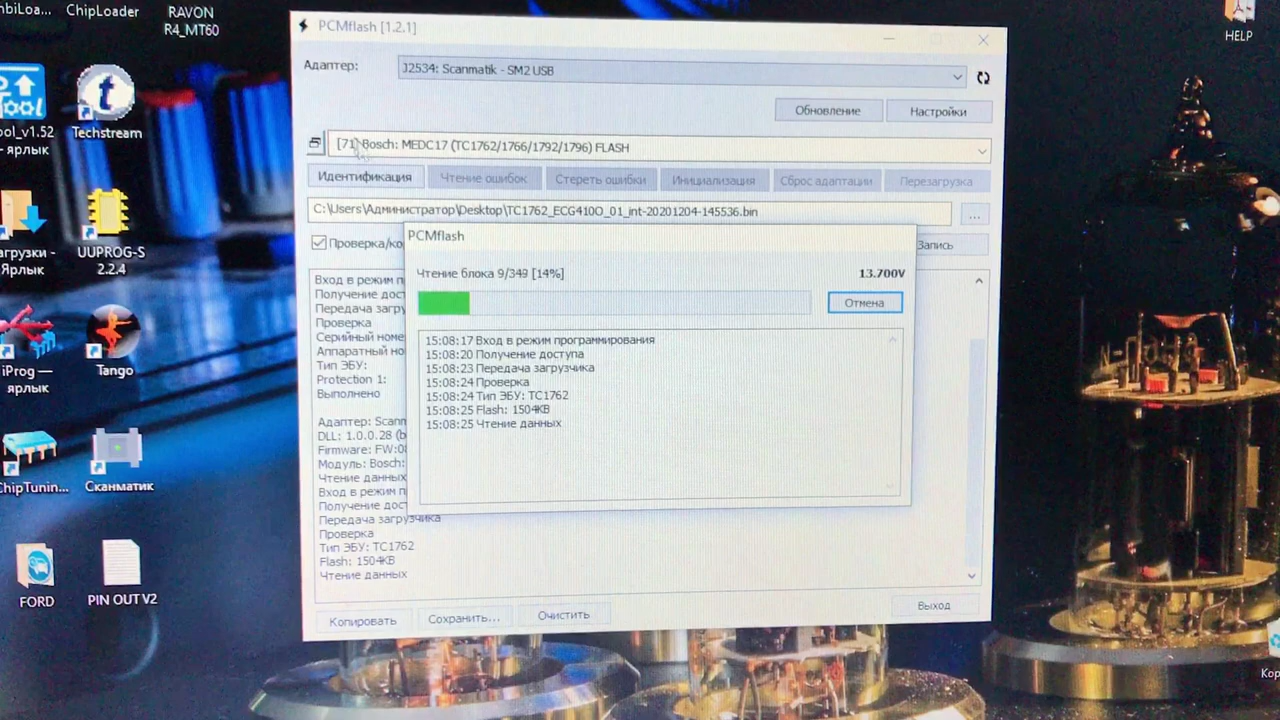 ChipLoader
RAVON
R4_MT60
HELP
PCMflash [1.2.1]
Адаптер:
J2534: Scanmatik - SM2 USB
Обновление
Настройки
[71] Bosch: MEDC17 (TC1762/1766/1792/1796) FLASH
Идентификация
Чтение ошибок
Стереть ошибки
Инициализация
Сброс адаптации
Перезагрузка
C:\Users\Администратор\Desktop\TC1762_ECG410O_01_int-20201204-145536.bin
...
Проверка/ко
Запись
PCMflash
Чтение блока 9/349 [14%]
13.700V
Отмена
15:08:17 Вход в режим программирования
15:08:20 Получение доступа
15:08:23 Передача загрузчика
15:08:24 Проверка
15:08:24 Тип ЭБУ: TC1762
15:08:25 Flash: 1504KB
15:08:25 Чтение данных
Вход в режим п
Получение дос
Передача загру
Проверка
Серийный номе
Аппаратный но
Тип ЭБУ:
Protection 1:
Выполнено
Адаптер: Scanm
DLL: 1.0.0.28 (b
Firmware: FW:0
Модуль: Bosch:
Чтение данных
Вход в режим п
Получение дос
Передача загрузчика
Проверка
Тип ЭБУ: TC1762
Flash: 1504KB
Чтение данных
Копировать
Сохранить...
Очистить
Выход
ool_v1.52
- ярлык
Techstream
агрузки -
Ярлык
UUPROG-S
2.2.4
iProg —
ярлык
Tango
ChipTunin...
Сканматик
FORD
PIN OUT V2
Кор